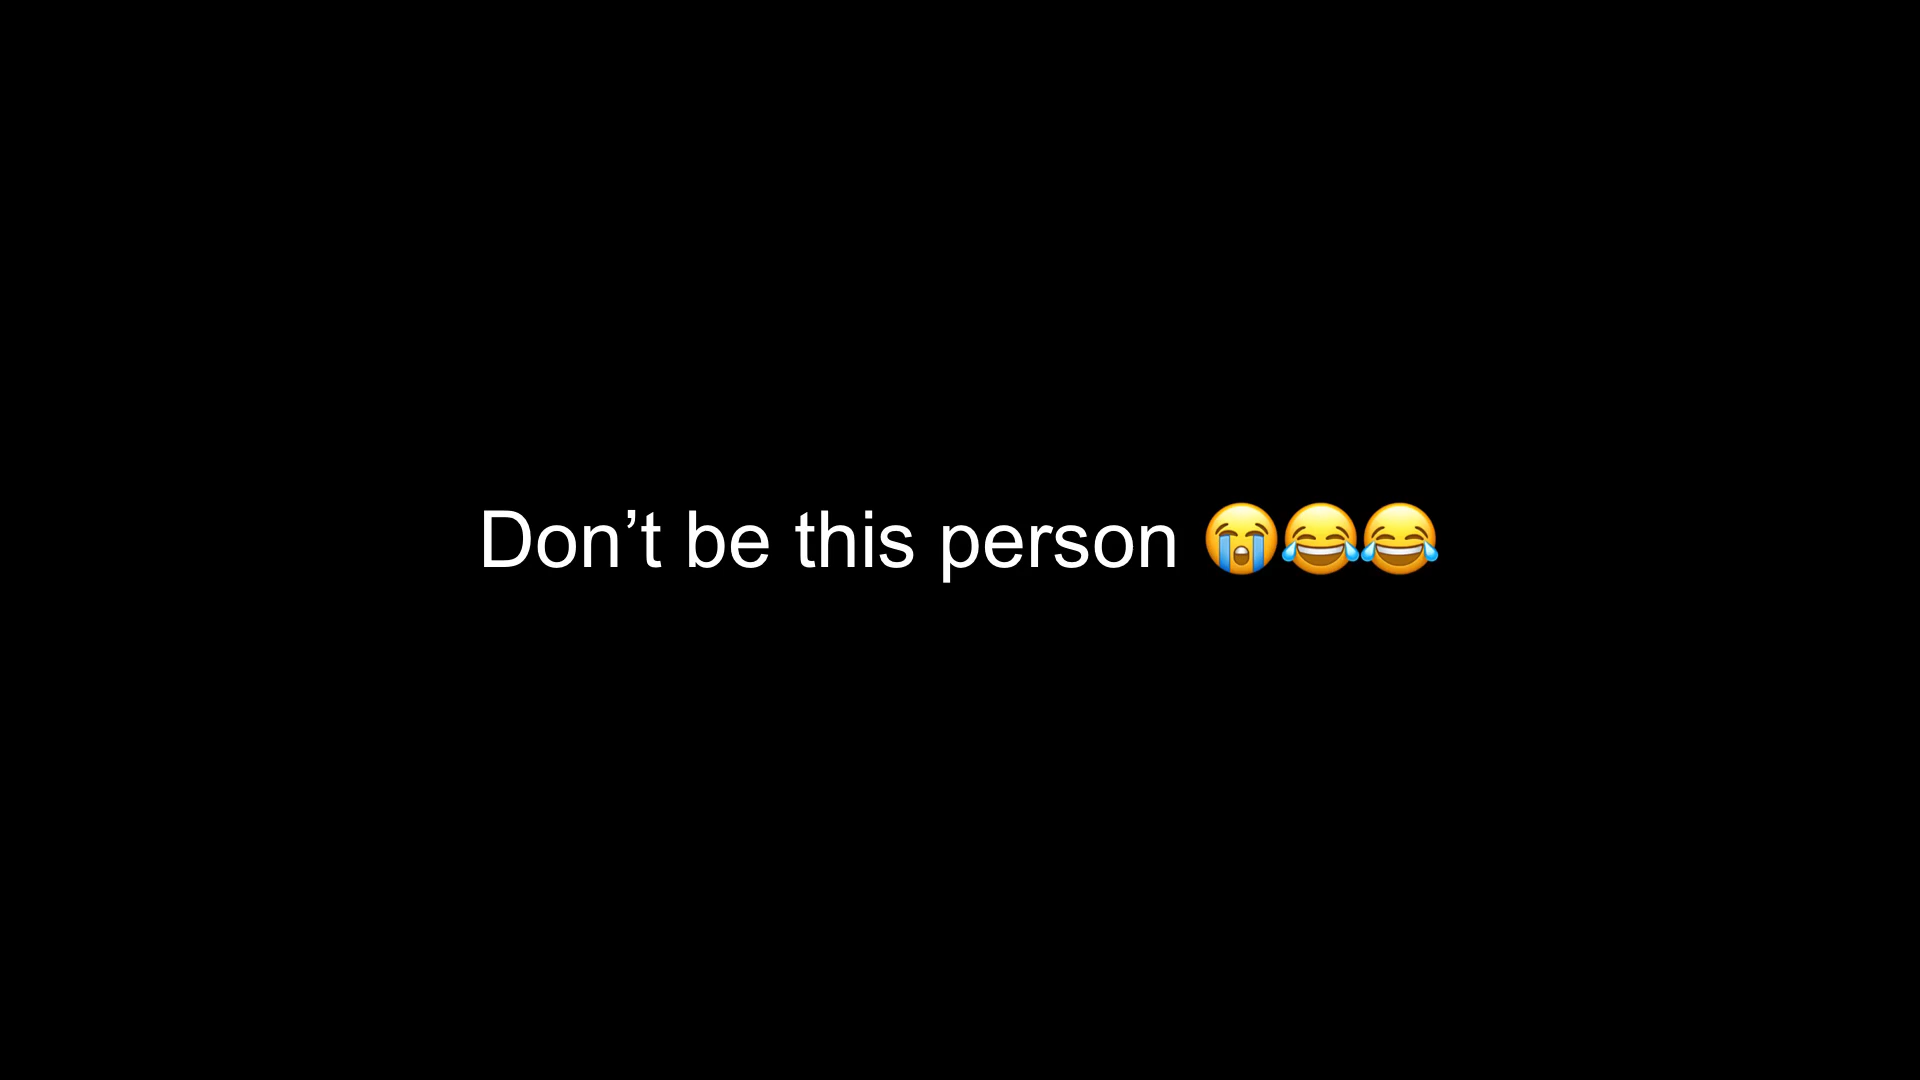 Don’t be this person 😭😂😂